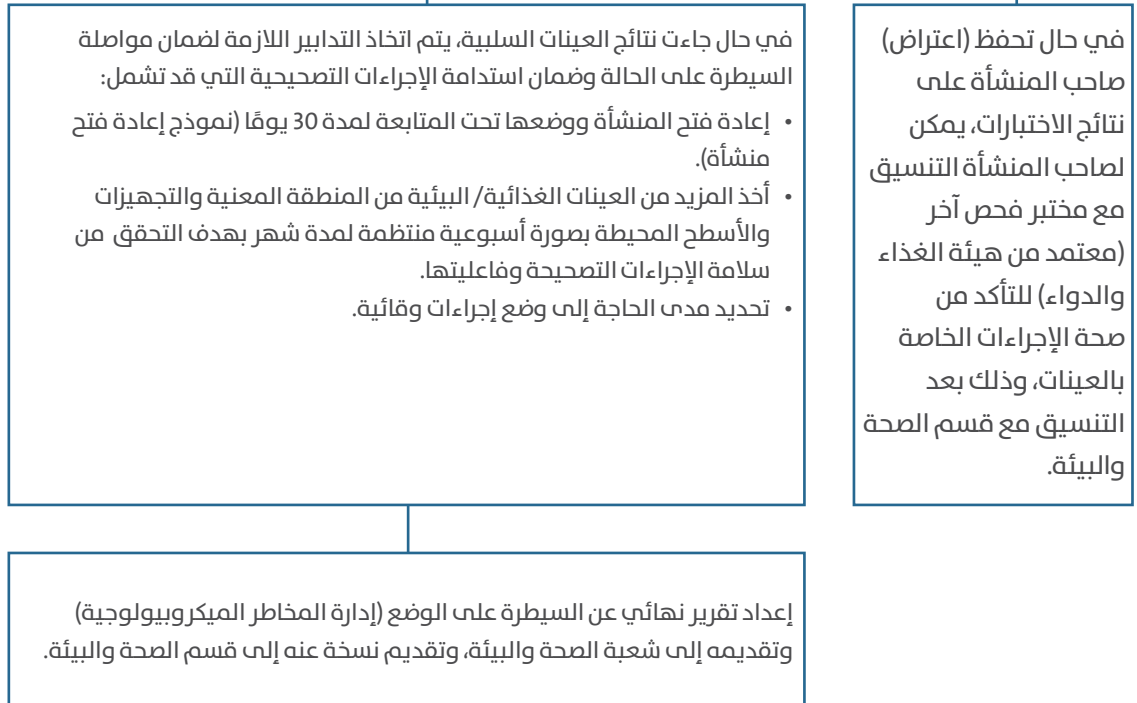 في حال تحفظ (اعتراض)
صاحب المنشأة على
نتائج الاختبارات، يمكن
لصاحب المنشأة التنسيق
مع مختبر فحص آخر
(معتمد من هيئة الغذاء
والدواء) للتأكد من
صحة الإجراءات الخاصة
بالعينات، وذلك بعد
التنسيق مع قسم الصحة
والبيئة.
في حال جاءت نتائج العينات السلبية، يتم اتخاذ التدابير اللازمة لضمان مواصلة
السيطرة على الحالة وضمان استدامة الإجراءات التصحيحية التي قد تشمل:
• إعادة فتح المنشأة ووضعها تحت المتابعة لمدة 30 يومًا (نموذج إعادة فتح
منشأة).
• أخذ المزيد من العينات الغذائية/ البيئية من المنطقة المعنية والتجهيزات
والأسطح المحيطة بصورة أسبوعية منتظمة لمدة شهر بهدف التحقق من
سلامة الإجراءات التصحيحة وفاعليتها.
• تحديد مدى الحاجة إلى وضع إجراءات وقائية.
إعداد تقرير نهائي عن السيطرة على الوضع (إدارة المخاطر الميكروبيولوجية)
وتقديمه إلى شعبة الصحة والبيئة، وتقديم نسخة عنه إلى قسم الصحة والبيئة.